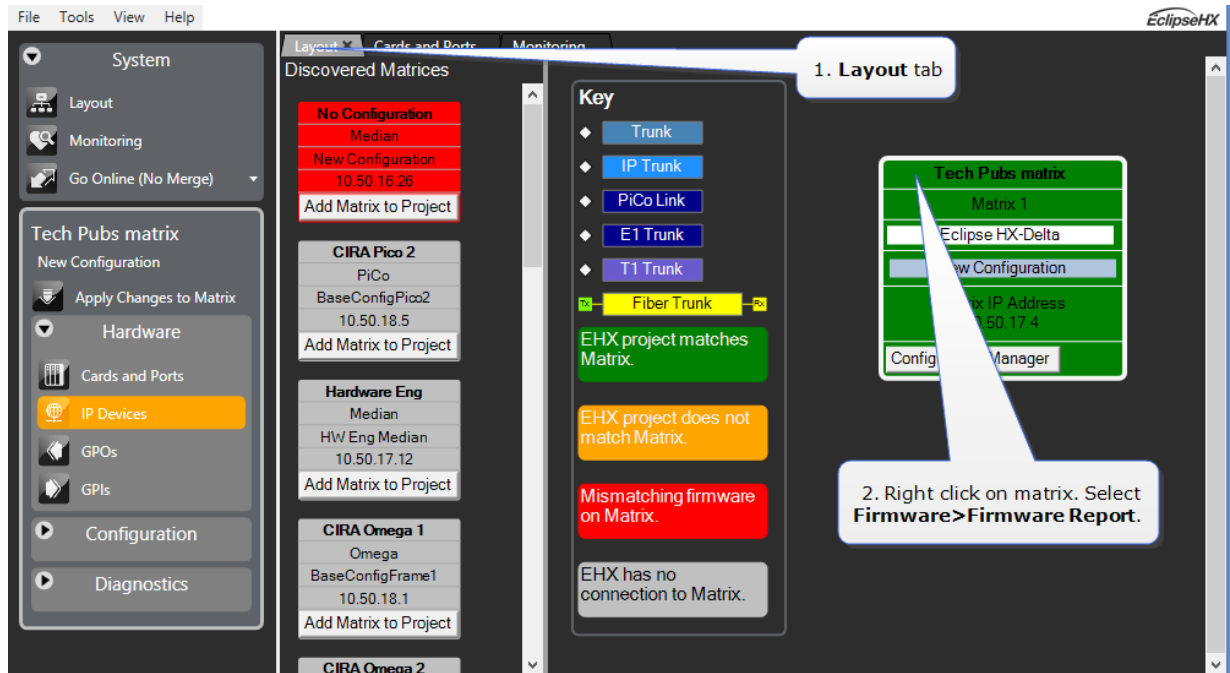 File Tools View Help
EclipseHX
System
Layout
Monitoring
Go Online (No Merge)
Tech Pubs matrix
New Configuration
Apply Changes to Matrix
Hardware
Cards and Ports
IP Devices
GPOs
GPIs
Configuration
Diagnostics
Layout Cards and Ports Monitoring
Discovered Matrices
No Configuration
Median
New Configuration
10.50.16.26
Add Matrix to Project
CIRA Pico 2
PiCo
BaseConfigPico2
10.50.18.5
Add Matrix to Project
Hardware Eng
Median
HW Eng Median
10.50.17.12
Add Matrix to Project
CIRA Omega 1
Omega
BaseConfigFrame1
10.50.18.1
Add Matrix to Project
CIRA Omega 2
Key
Trunk
IP Trunk
PiCo Link
E1 Trunk
T1 Trunk
Tx Fiber Trunk Rx
EHX project matches
Matrix.
EHX project does not
match Matrix.
Mismatching firmware
on Matrix.
EHX has no
connection to Matrix.
1. Layout tab
Tech Pubs matrix
Matrix 1
Eclipse HX-Delta
Configuration
IP Address
.50.17.4
Manager
2. Right click on matrix. Select
Firmware>Firmware Report.